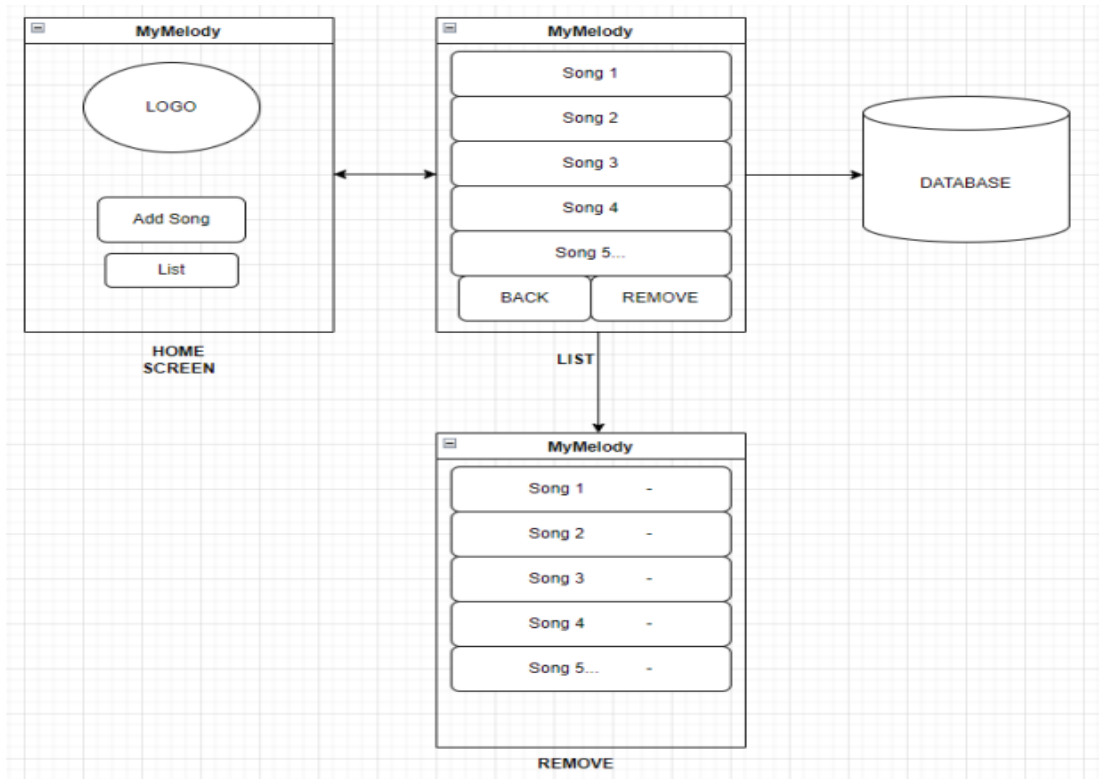 MyMelody
LOGO
Add Song
List
HOME
SCREEN
MyMelody
Song 1
Song 2
Song 3
Song 4
Song 5...
BACK
REMOVE
LIST
DATABASE
MyMelody
Song 1 -
Song 2 -
Song 3 -
Song 4 -
Song 5... -
REMOVE